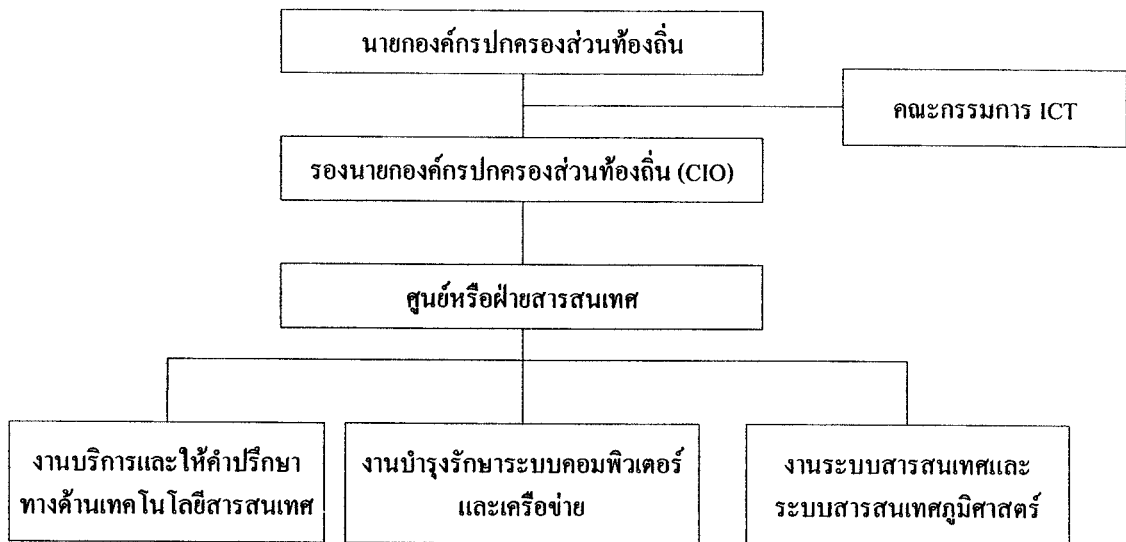 นายกองค์กรปกครองส่วนท้องถิ่น
คณะกรรมการ ICT
รองนายกองค์กรปกครองส่วนท้องถิ่น (CIO)
ศูนย์หรือฝ่ายสารสนเทศ
งานบริการและให้คำปรึกษา
ทางด้านเทคโนโลยีสารสนเทศ
งานบำรุงรักษาระบบคอมพิวเตอร์
และเครือข่าย
งานระบบสารสนเทศและ
ระบบสารสนเทศภูมิศาสตร์